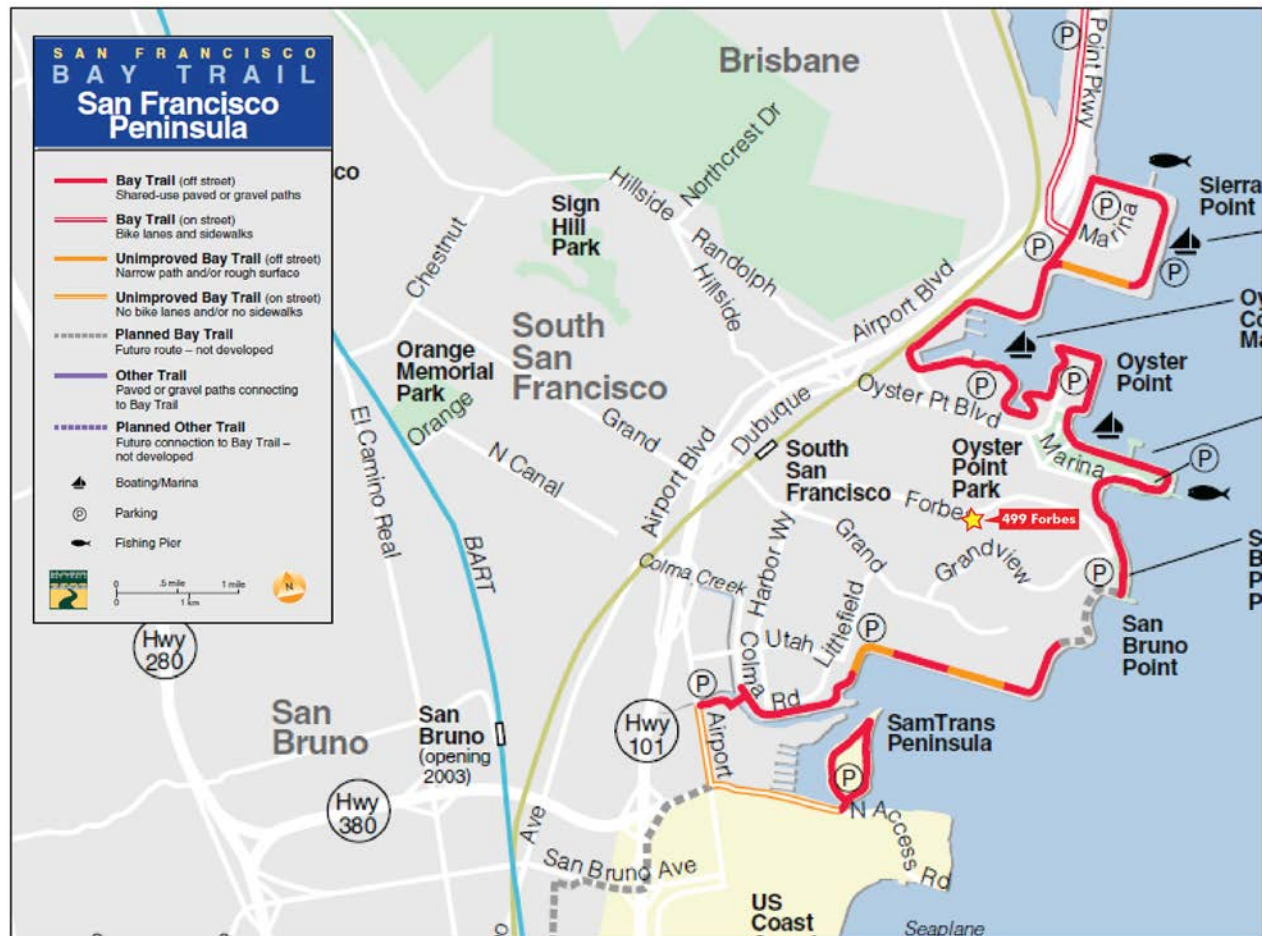 SAN FRANCISCO
BAY TRAIL
San Francisco
Peninsula
Bay Trail (off street)
Shared-use paved or gravel paths
Bay Trail (on street)
Bike lanes and sidewalks
Unimproved Bay Trail (off street)
Narrow path and/or rough surface
Unimproved Bay Trail (on street)
No bike lanes and/or no sidewalks
Planned Bay Trail
Future route – not developed
Other Trail
Paved or gravel paths connecting
to Bay Trail
Planned Other Trail
Future connection to Bay Trail –
not developed
Boating/Marina
P Parking
Fishing Pier
0 .5 mile 1 mile
0 1 km
N
co
Brisbane
Point Pkwy
P
Northcrest Dr
Hillside
Sign
Hill
Park
Randolph
Hillside
Chestnut
Airport Blvd
Sierra
Point
P
Marina
P
P
South
San
Francisco
Orange
Memorial
Park
Orange
Oyster
Point
P
P
Oyster Pt Blvd
Dubuque
Grand
Airport Blvd
N Canal
El Camino Real
BART
South
San
Francisco
Oyster
Point
Park
Marina
P
Forbe
499 Forbes
Grand
Grandview
P
Harbor Wy
Colma Creek
Littlefield
Utah
P
San
Bruno
Point
Colma
Rd
P
Airport
SamTrans
Peninsula
P
N Access Rd
Hwy
280
San
Bruno
San
Bruno
(opening
2003)
Hwy
101
Hwy
380
Ave
San Bruno Ave
US
Coast
Seaplane